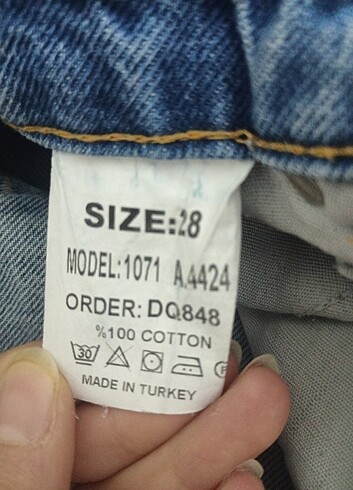 SIZE:28
MODEL:1071 A.4424
ORDER: DQ848
%100 COTTON
30
P
MADE IN TURKEY